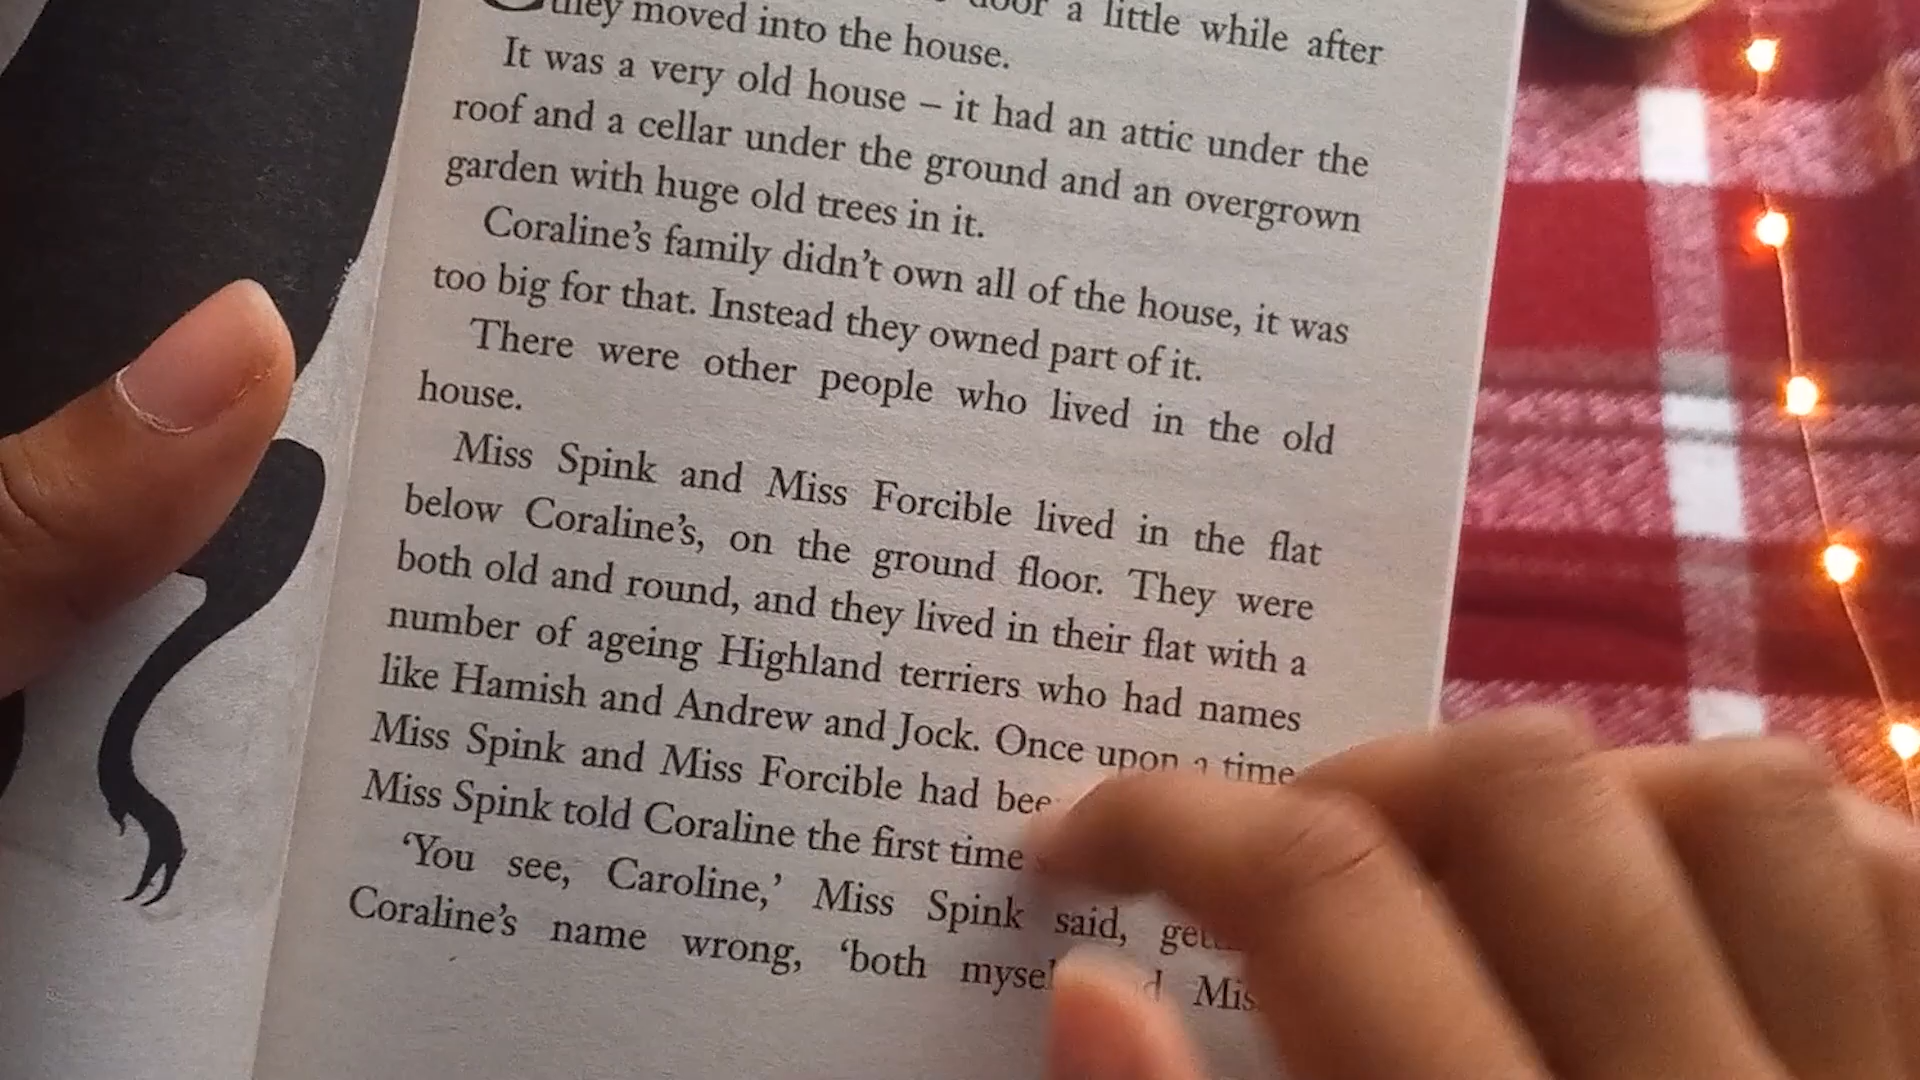 door a little while after
they moved into the house.
It was a very old house – it had an attic under the
roof and a cellar under the ground and an overgrown
garden with huge old trees in it.
Coraline’s family didn’t own all of the house, it was
too big for that. Instead they owned part of it.
There were other people who lived in the old
house.
Miss Spink and Miss Forcible lived in the flat
below Coraline’s, on the ground floor. They were
both old and round, and they lived in their flat with a
number of ageing Highland terriers who had names
like Hamish and Andrew and Jock. Once upon a time
Miss Spink and Miss Forcible had
Miss Spink told Coraline the first time
‘You see, Caroline,’ Miss Spink said,
Coraline’s name wrong, ‘both